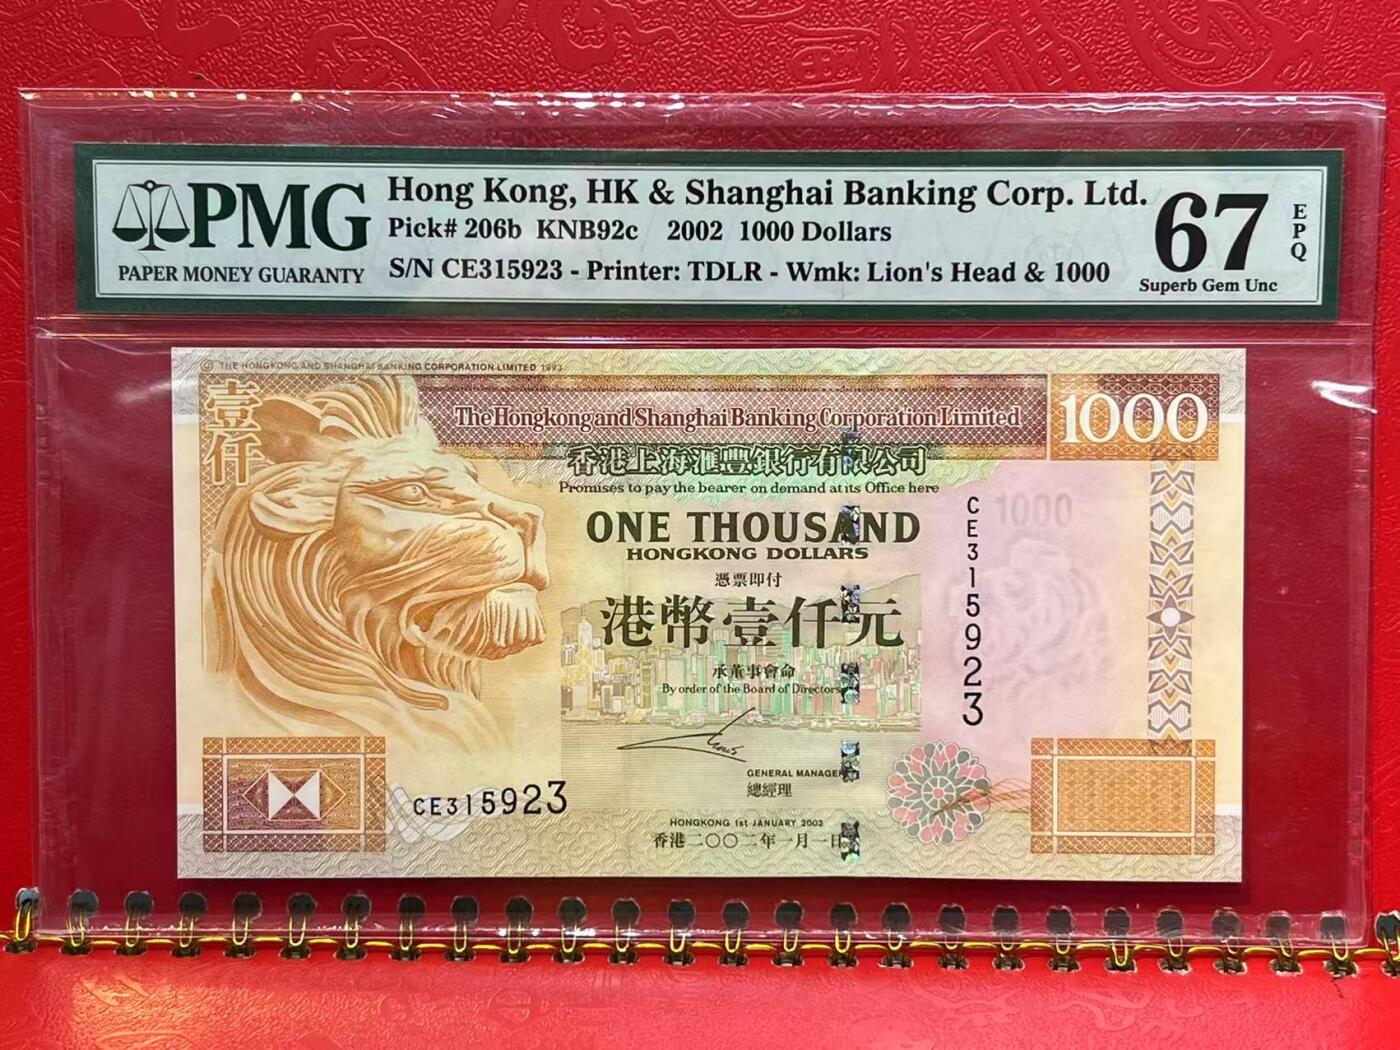 PMG
PAPER MONEY GUARANTY
Hong Kong, HK & Shanghai Banking Corp. Ltd.
Pick# 206b KNB92c 2002 1000 Dollars
S/N CE315923 - Printer: TDLR - Wmk: Lion's Head & 1000
67
EPQ
Superb Gem Unc
© THE HONGKONG AND SHANGHAI BANKING CORPORATION LIMITED 1993
壹仟
The Hongkong and Shanghai Banking Corporation Limited
1000
香港上海滙豐銀行有限公司
Promises to pay the bearer on demand at its Office here
ONE THOUSAND
HONGKONG DOLLARS
憑票即付
港幣壹仟元
承董事會命
By order of the Board of Directors
GENERAL MANAGER
總經理
HONGKONG 1st JANUARY 2002
香港二〇〇二年一月一日
CE315923
1000
CE315923